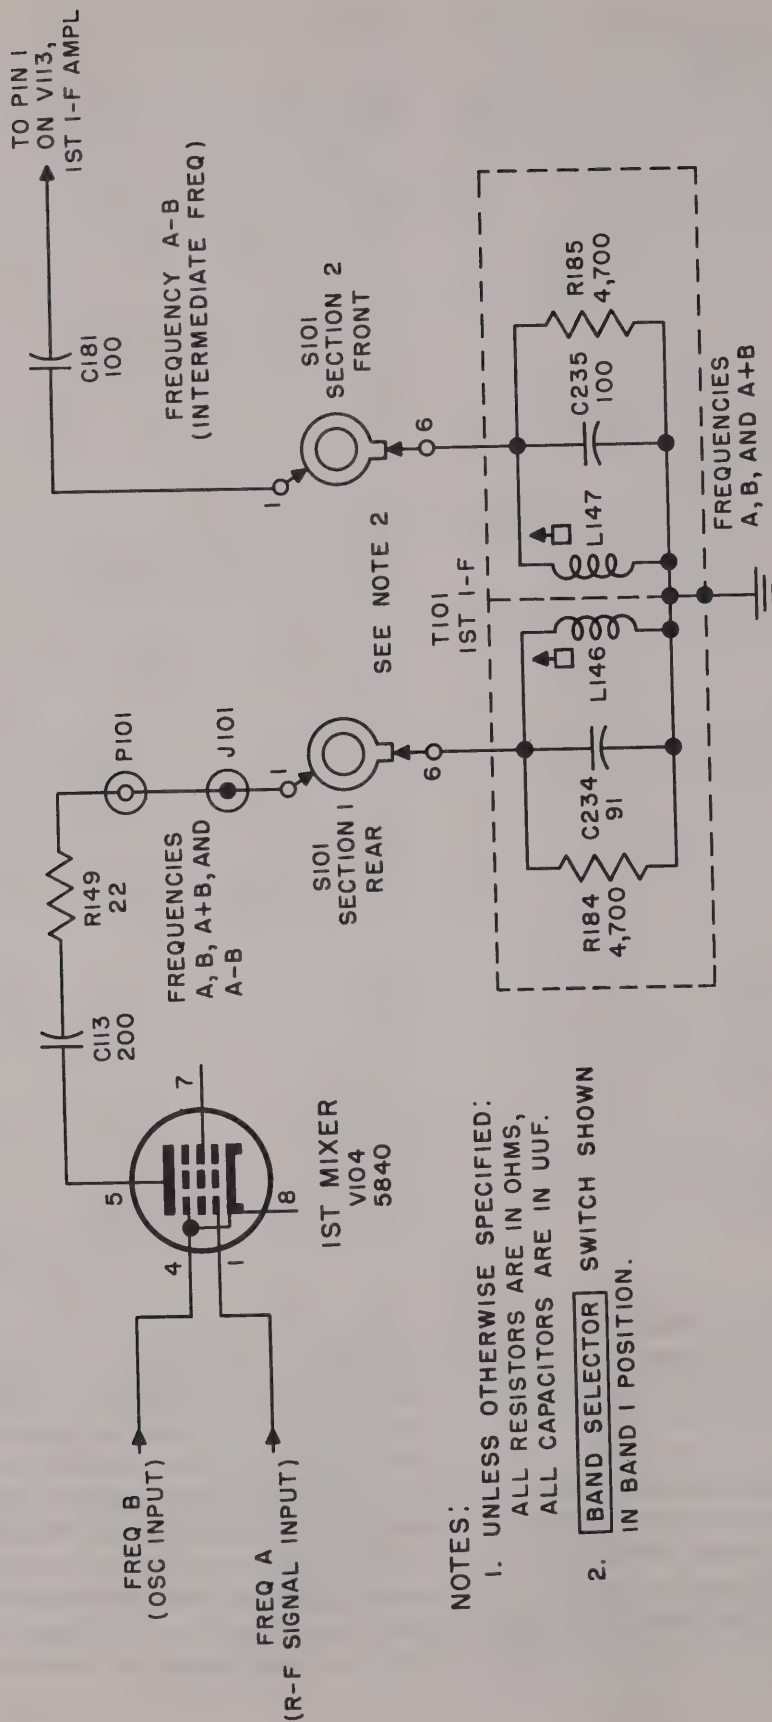 FREQ B
(OSC INPUT)
FREQ A
(R-F SIGNAL INPUT)
4
1
5
7
8
1ST MIXER
V104
5840
C113
200
R149
22
P101
J101
FREQUENCIES
A, B, A+B, AND
A-B
1
S101
SECTION 1
REAR
6
SEE NOTE 2
T101
1ST I-F
R184
4,700
C234
91
L146
L147
C235
100
R185
4,700
FREQUENCIES
A, B, AND A+B
1
S101
SECTION 2
FRONT
6
FREQUENCY A-B
(INTERMEDIATE FREQ)
C181
100
TO PIN 1
ON V113,
1ST I-F AMPL
NOTES:
1. UNLESS OTHERWISE SPECIFIED:
ALL RESISTORS ARE IN OHMS,
ALL CAPACITORS ARE IN UUF.
2. BAND SELECTOR SWITCH SHOWN
IN BAND 1 POSITION.